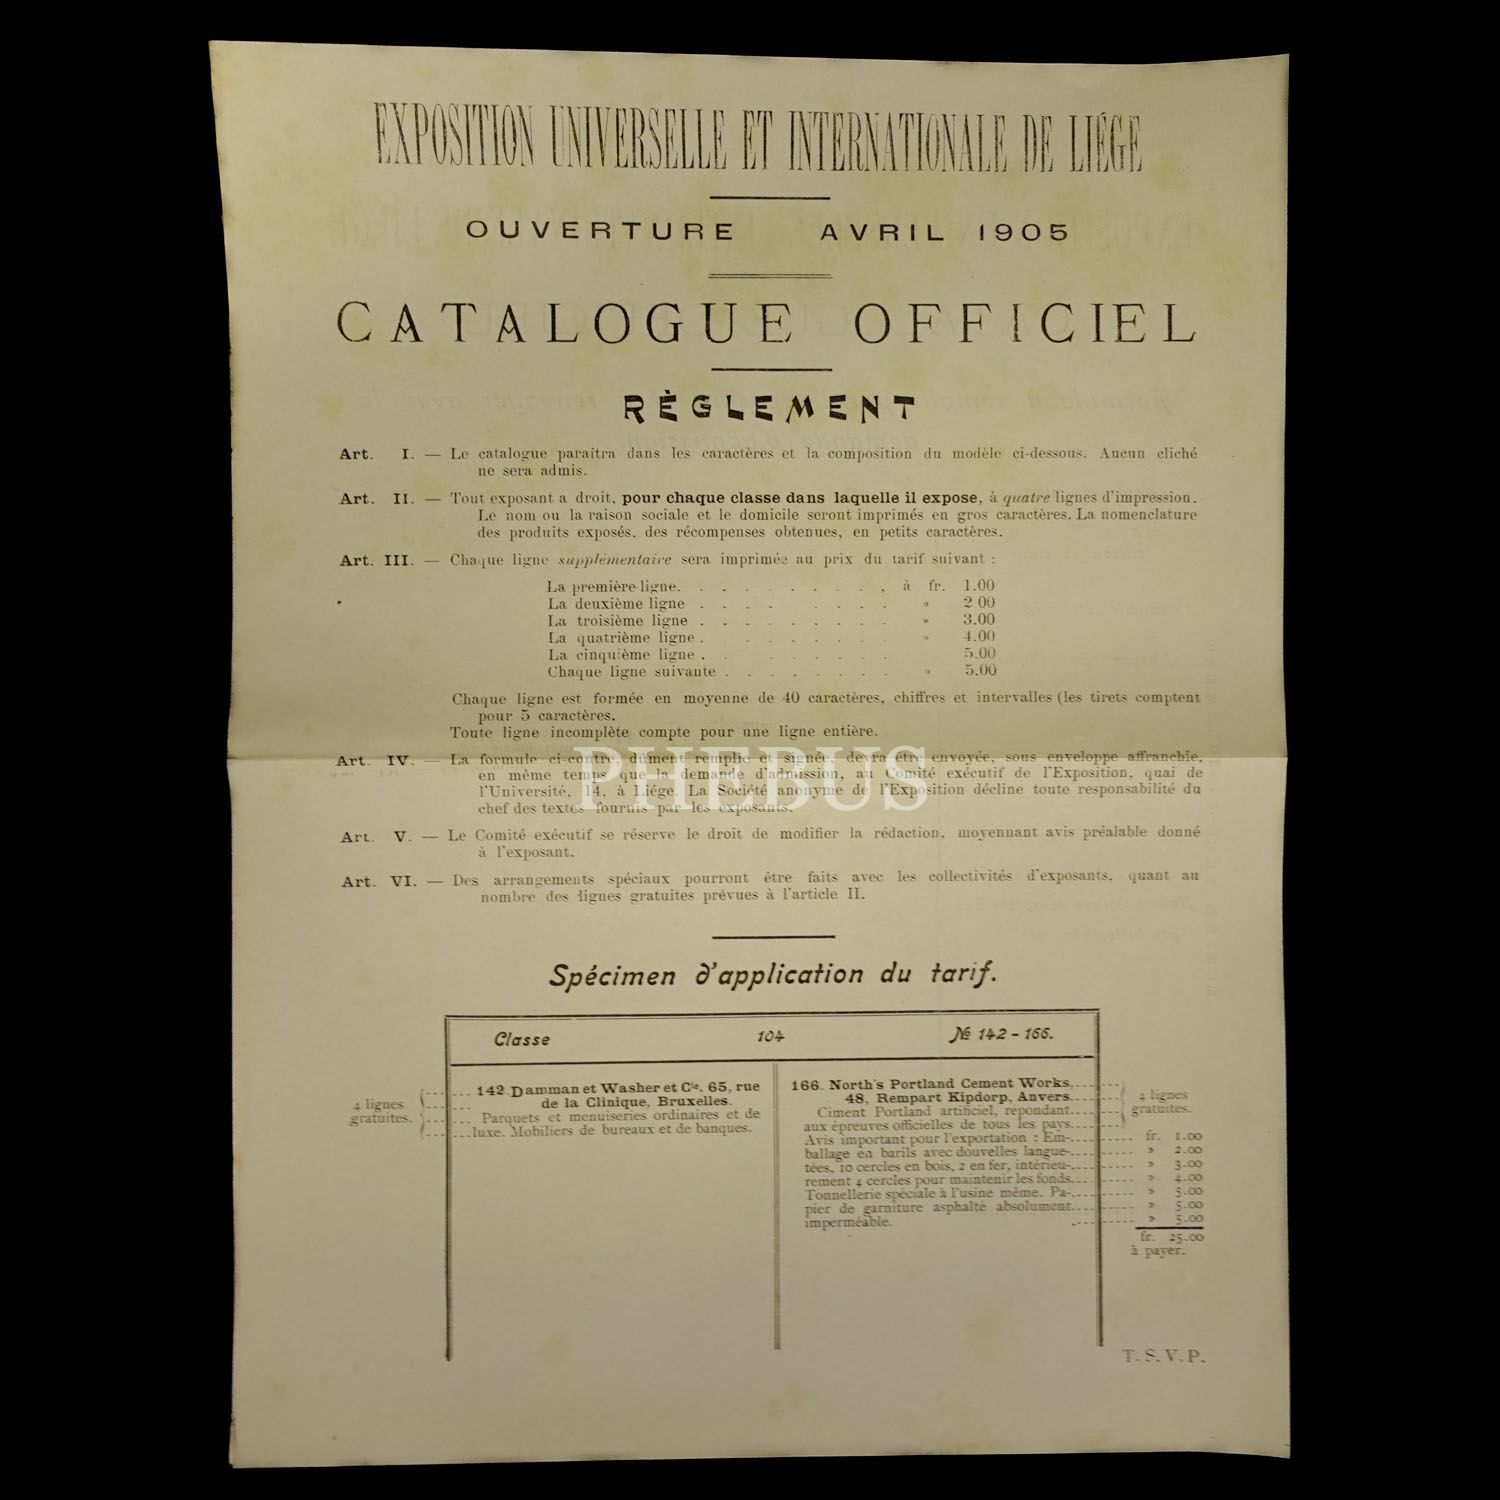 EXPOSITION UNIVERSELLE ET INTERNATIONALE DE LIÉGE
OUVERTURE AVRIL 1905
CATALOGUE OFFICIEL
RÈGLEMENT
Art. I. — Le catalogue paraîtra dans les caractères et la composition du modèle ci-dessous. Aucun cliché
ne sera admis.
Art. II. — Tout exposant a droit, pour chaque classe dans laquelle il expose, à quatre lignes d'impression.
Le nom ou la raison sociale et le domicile seront imprimés en gros caractères. La nomenclature
des produits exposés, des récompenses obtenues, en petits caractères.
Art. III. — Chaque ligne supplémentaire sera imprimée au prix du tarif suivant :
La première ligne. . . . . . . . . . à fr. 1.00
La deuxième ligne . . . . . . . . » 2 00
La troisième ligne . . . . . . . . » 3.00
La quatrième ligne . . . . . . . » 4.00
La cinquième ligne . . . . . . . 5.00
Chaque ligne suivante . . . . . . . . » 5.00
Chaque ligne est formée en moyenne de 40 caractères, chiffres et intervalles (les tirets comptent
pour 5 caractères.
Toute ligne incomplète compte pour une ligne entière.
Art. IV. — La formule ci-contre, dûment remplie et signée, devra être envoyée, sous enveloppe affranchie,
en même temps que la demande d'admission, au Comité exécutif de l'Exposition, quai de
l'Université, 14, à Liége. La Société anonyme de l'Exposition décline toute responsabilité du
chef des textes fournis par les exposants.
PHEBUS
Art. V. — Le Comité exécutif se réserve le droit de modifier la rédaction, moyennant avis préalable donné
à l'exposant.
Art. VI. — Des arrangements spéciaux pourront être faits avec les collectivités d'exposants, quant au
nombre des lignes gratuites prévues à l'article II.
Spécimen d'application du tarif.
Classe 104 № 142 - 166.
4 lignes
gratuites.
142. Damman et Washer et Cie. 65, rue
de la Clinique, Bruxelles.
Parquets et menuiseries ordinaires et de
luxe. Mobiliers de bureaux et de banques.
166. North's Portland Cement Works,
48, Rempart Kipdorp, Anvers.
Ciment Portland artificiel, répondant
aux épreuves officielles de tous les pays.
Avis important pour l'exportation : Em-
ballage en barils avec douvelles langue-
tées, 10 cercles en bois, 2 en fer, intérieu-
rement 4 cercles pour maintenir les fonds.
Tonnellerie spéciale à l'usine même. Pa-
pier de garniture asphalté absolument
imperméable.
4 lignes
gratuites.
fr. 1.00
» 2.00
» 3.00
» 4.00
» 5.00
» 5.00
» 5.00
fr. 25.00
à payer.
T. S. V. P.